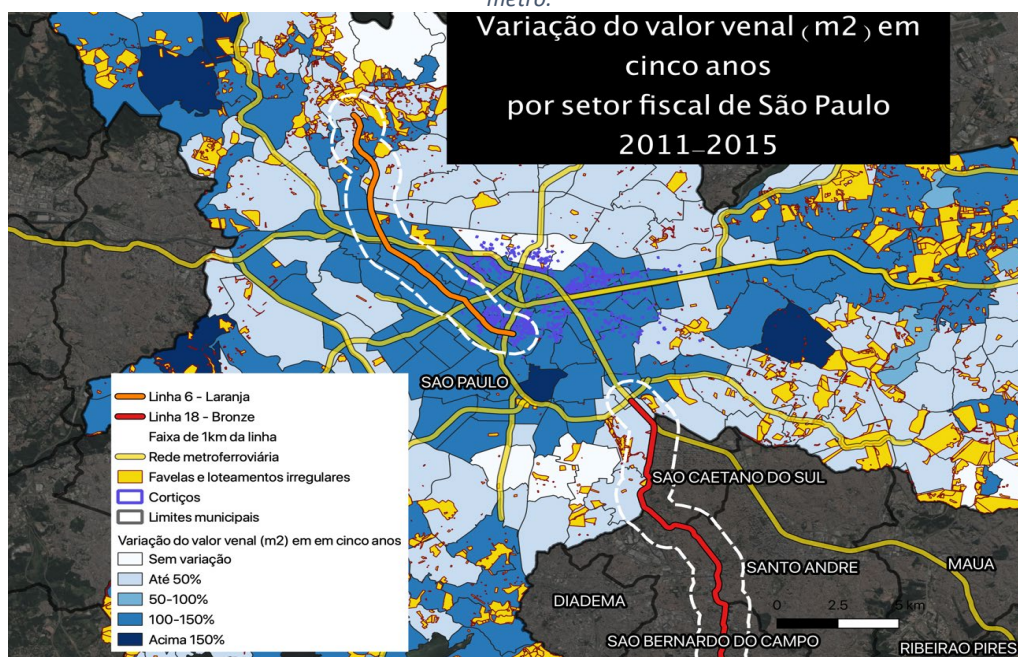 metrô.
Variação do valor venal (m2) em
cinco anos
por setor fiscal de São Paulo
2011-2015
SAO PAULO
Linha 6 - Laranja
Linha 18 - Bronze
Faixa de 1km da linha
Rede metroferroviária
Favelas e loteamentos irregulares
Cortiços
Limites municipais
Variação do valor venal (m2) em em cinco anos
Sem variação
Até 50%
50-100%
100-150%
Acima 150%
SAO CAETANO DO SUL
SANTO ANDRE
MAUA
DIADEMA
0 2.5 5 km
SAO BERNARDO DO CAMPO
RIBEIRAO PIRES